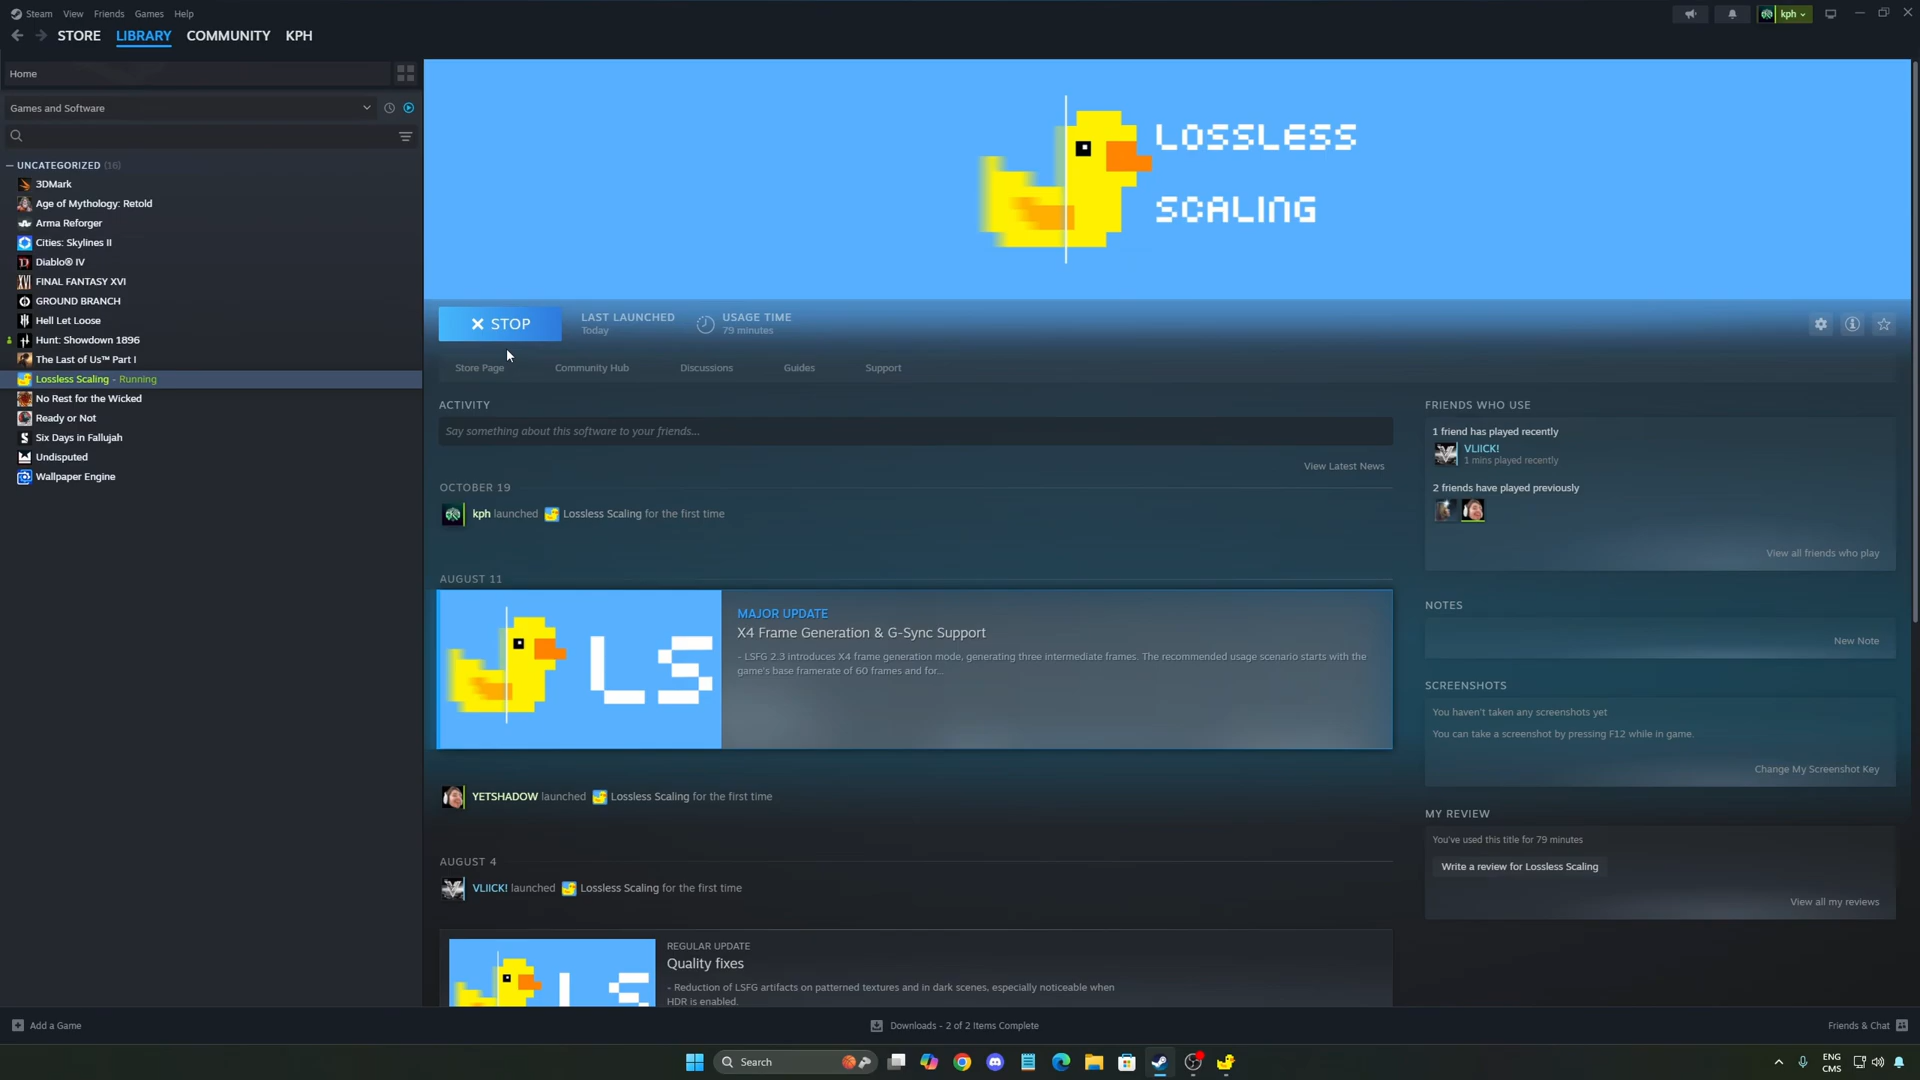 Steam View Friends Games Help
kph
STORE LIBRARY COMMUNITY KPH
Home
Games and Software
UNCATEGORIZED (16)
3DMark
Age of Mythology: Retold
Arma Reforger
Cities: Skylines II
Diablo® IV
FINAL FANTASY XVI
GROUND BRANCH
Hell Let Loose
Hunt: Showdown 1896
The Last of Us™ Part I
Lossless Scaling - Running
No Rest for the Wicked
Ready or Not
Six Days in Fallujah
Undisputed
Wallpaper Engine
LOSSLESS
SCALING
STOP
LAST LAUNCHED
Today
USAGE TIME
79 minutes
Store Page Community Hub Discussions Guides Support
ACTIVITY
Say something about this software to your friends...
View Latest News
OCTOBER 19
kph launched Lossless Scaling for the first time
AUGUST 11
LS
MAJOR UPDATE
X4 Frame Generation & G-Sync Support
- LSFG 2.3 introduces X4 frame generation mode, generating three intermediate frames. The recommended usage scenario starts with the
game's base framerate of 60 frames and for...
YETSHADOW launched Lossless Scaling for the first time
AUGUST 4
VLIICK! launched Lossless Scaling for the first time
LS
REGULAR UPDATE
Quality fixes
- Reduction of LSFG artifacts on patterned textures and in dark scenes, especially noticeable when
HDR is enabled.
FRIENDS WHO USE
1 friend has played recently
VLIICK!
1 mins played recently
2 friends have played previously
View all friends who play
NOTES
New Note
SCREENSHOTS
You haven't taken any screenshots yet
You can take a screenshot by pressing F12 while in game.
Change My Screenshot Key
MY REVIEW
You've used this title for 79 minutes
Write a review for Lossless Scaling
View all my reviews
Add a Game
Downloads - 2 of 2 Items Complete
Friends & Chat
Search
ENG
CMS